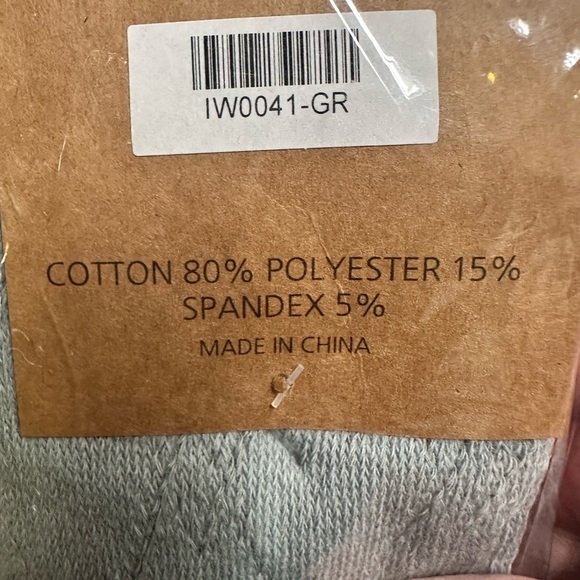 IW0041-GR
COTTON 80% POLYESTER 15%
SPANDEX 5%
MADE IN CHINA